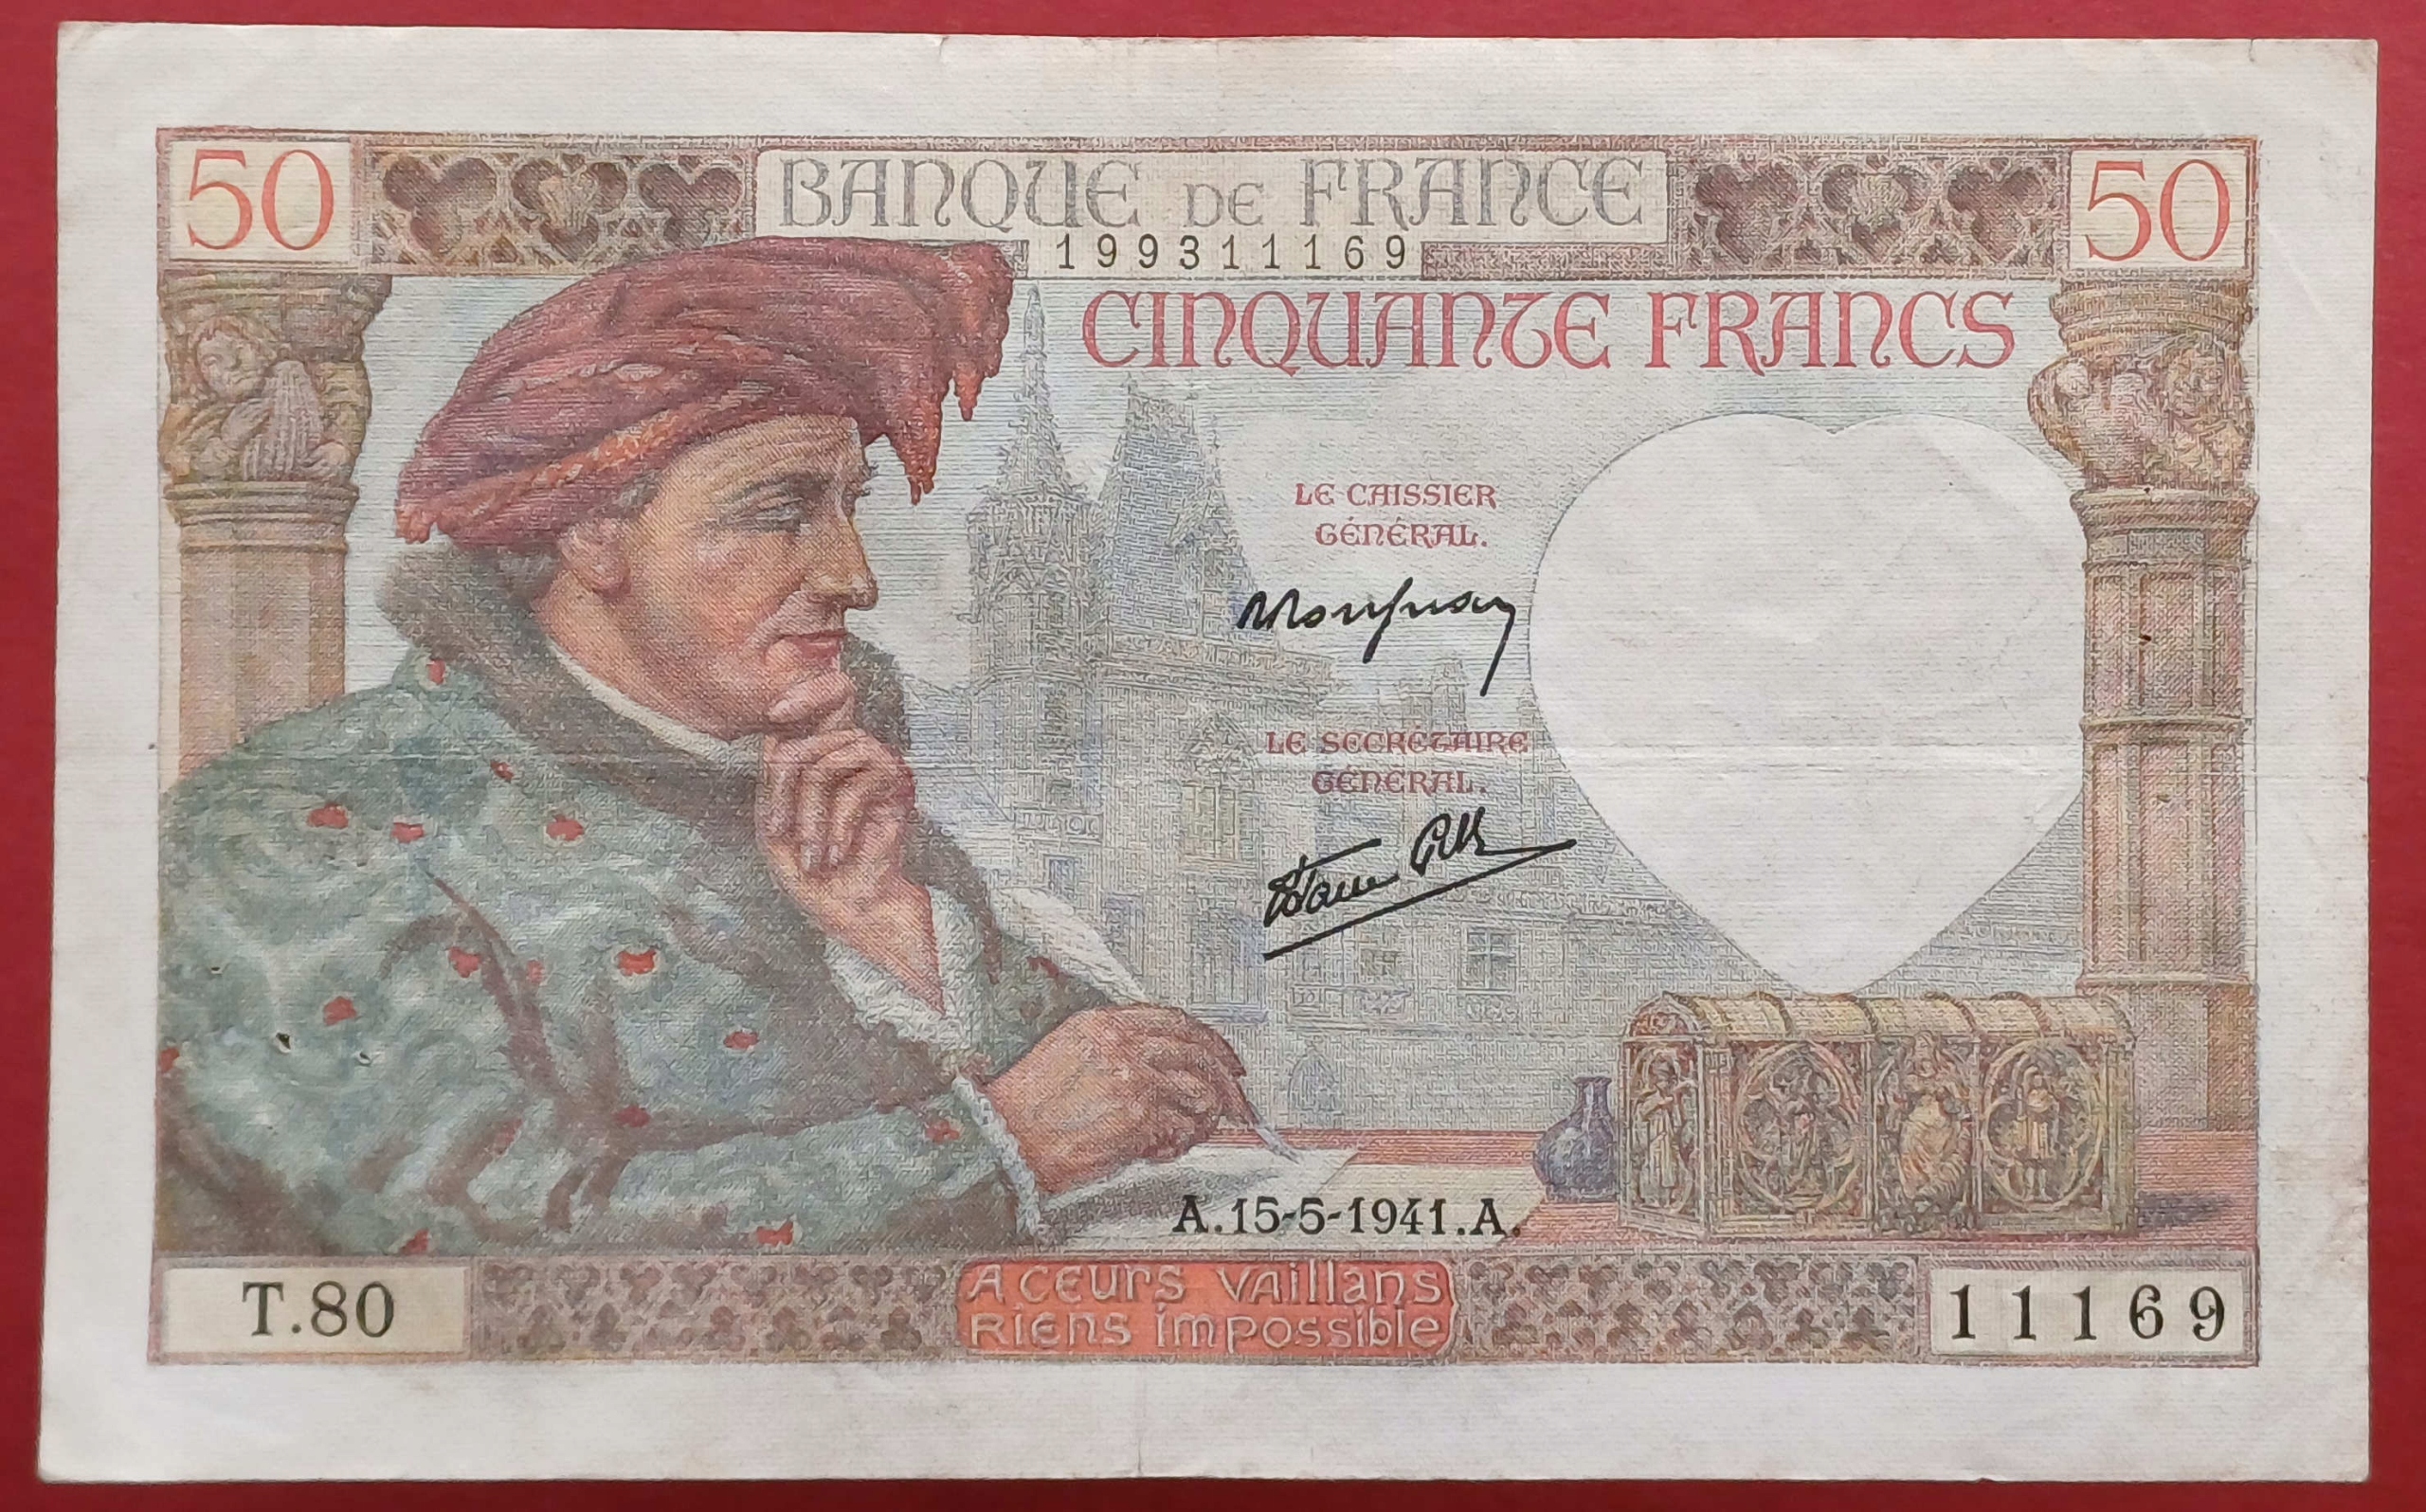 50 BANQUE DE FRANCE 50
199311169
CINQUANTE FRANCS
LE CAISSIER
GÉNÉRAL.
LE SECRÉTAIRE
GÉNÉRAL.
A.15-5-1941.A.
T.80
A CEURS VAILLANS
RIENS IMPOSSIBLE
11169